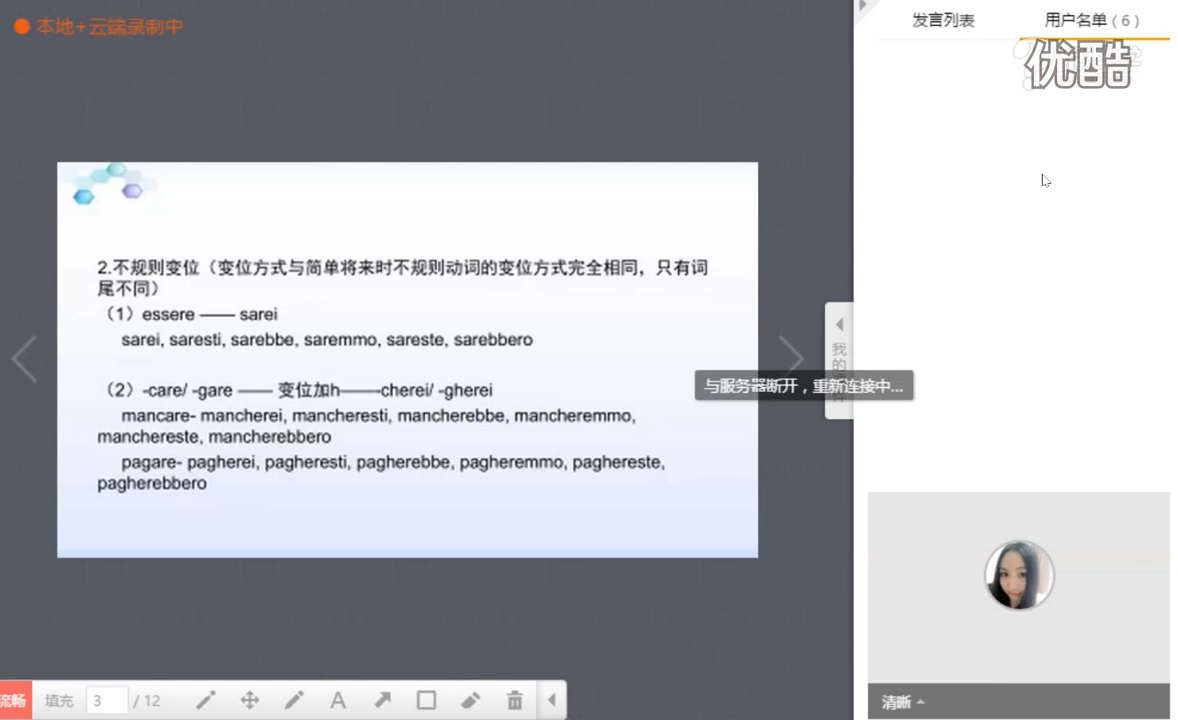 本地+云端录制中
发言列表
用户名单（6）
优酷
2.不规则变位（变位方式与简单将来时不规则动词的变位方式完全相同，只有词
尾不同）
（1）essere —— sarei
sarei, saresti, sarebbe, saremmo, sareste, sarebbero
（2）-care/ -gare —— 变位加h——-cherei/ -gherei
mancare- mancherei, mancheresti, mancherebbe, mancheremmo,
manchereste, mancherebbero
pagare- pagherei, pagheresti, pagherebbe, pagheremmo, paghereste,
pagherebbero
与服务器断开，重新连接中...
流畅
填充
3
/ 12
A
清晰